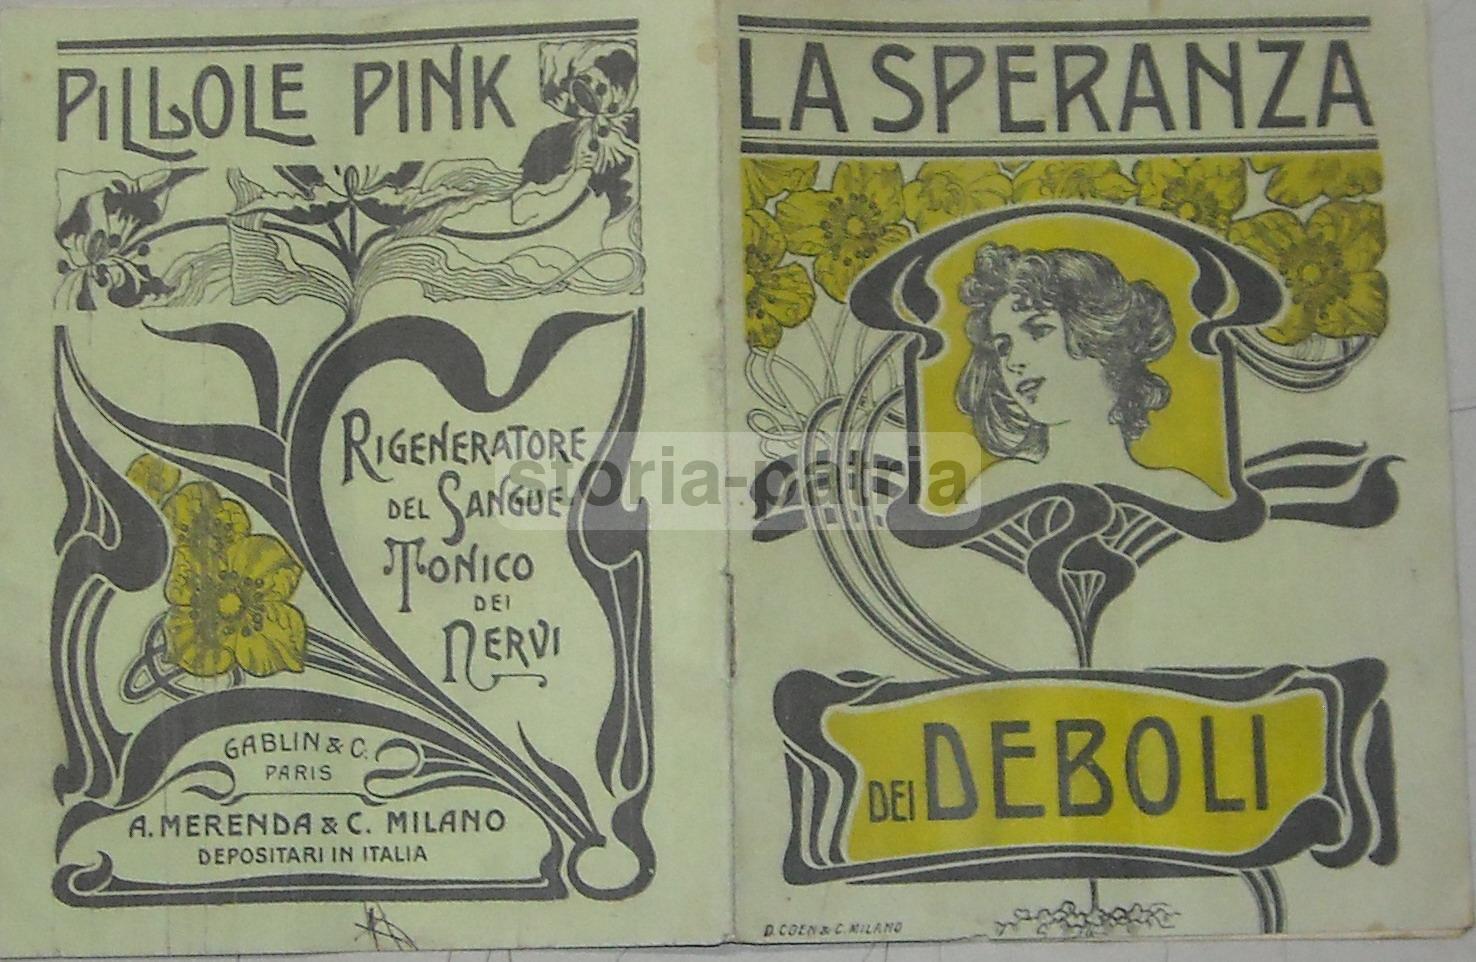 PILLOLE PINK
RIGENERATORE
DEL SANGUE
TONICO
DEI
NERVI
GABLIN & C.
PARIS
A. MERENDA & C. MILANO
DEPOSITARI IN ITALIA
LA SPERANZA
DEI DEBOLI
D. COEN & C. MILANO
storia-patria